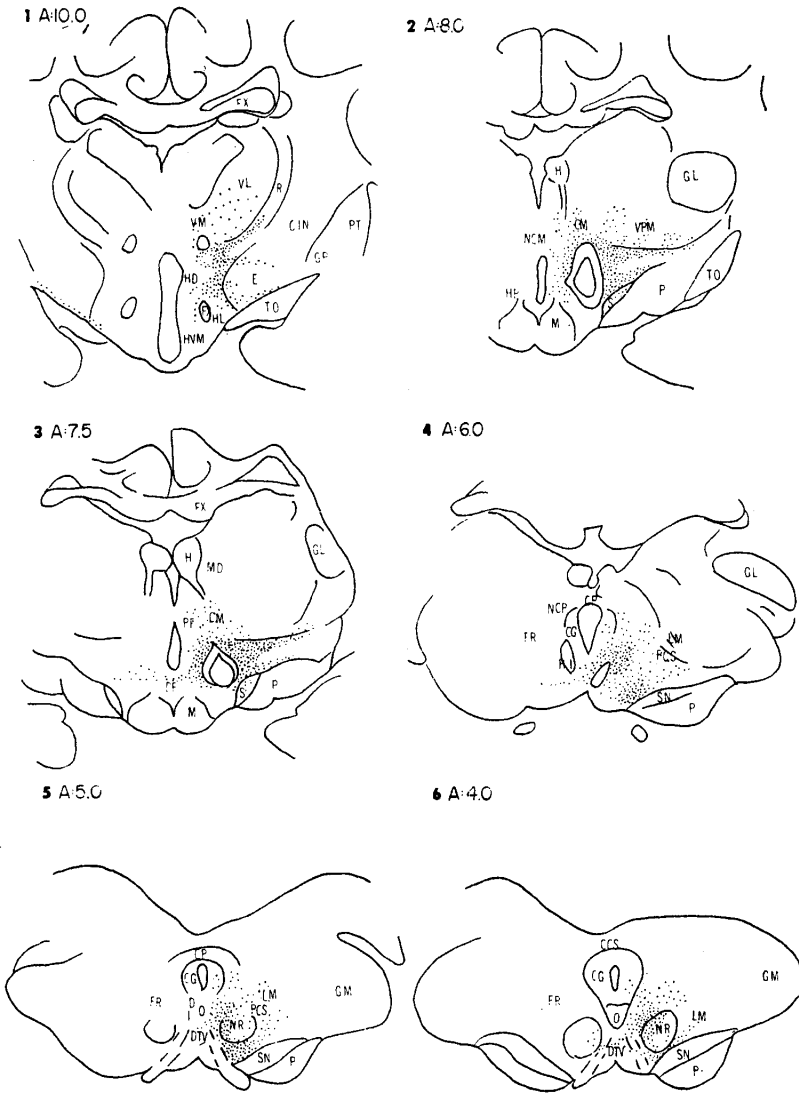 1 A:10.0
FX
VL
R
VM
CIN
PT
GP
HD
E
F
TO
HL
HVM
2 A:8.0
H
GL
CM
VPM
NCM
TO
HP
P
S
M
3 A:7.5
FX
H
MD
GL
CM
PF
S
P
M
4 A:6.0
GL
CP
NCP
FR
CG
LM
PCS
SN
P
5 A:5.0
CP
CG
GM
FR
D
O
LM
PCS
NR
DTV
SN
P
6 A:4.0
CCS
CG
GM
FR
O
NR
LM
DTV
SN
P